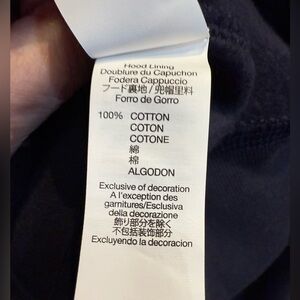 Hood Lining
Doublure du Capuchon
Fodera Cappuccio
フード裏地/兜帽里料
Forro de Gorro
100% COTTON
COTON
COTONE
綿
棉
ALGODON
Exclusive of decoration
A l'exception des
garnitures/Esclusiva
della decorazione
飾り部分を除く
不包括装饰部分
Excluyendo la decoracion